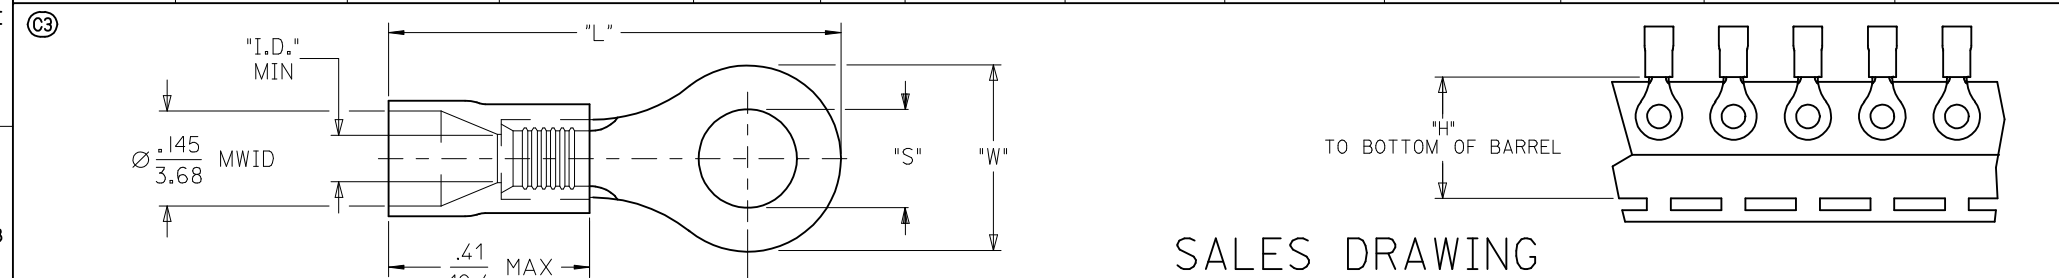 C3
"L"
"I.D."
MIN
Ø .145 MWID
3.68
"S"
"W"
.41 MAX
"H"
TO BOTTOM OF BARREL
SALES DRAWING